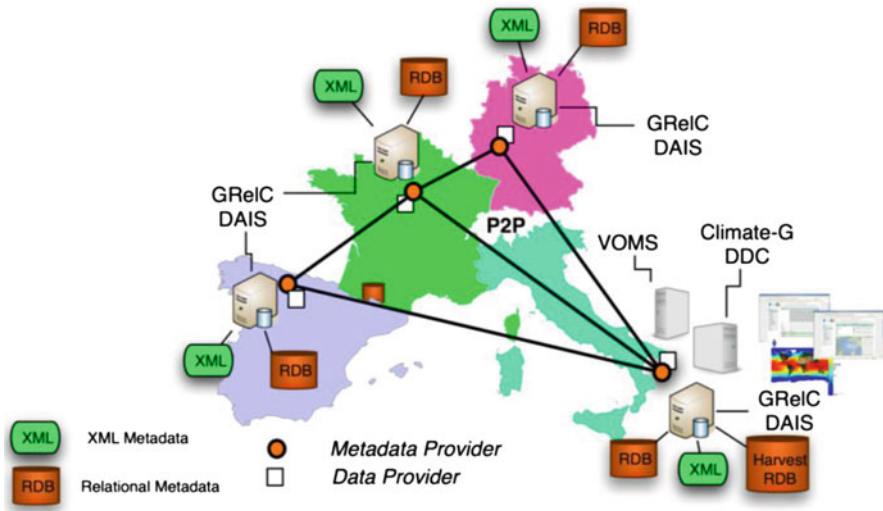 XML
RDB
XML
RDB
GRelC
DAIS
GRelC
DAIS
P2P
VOMS
Climate-G
DDC
XML
RDB
GRelC
DAIS
RDB
XML
Harvest
RDB
XML
XML Metadata
RDB
Relational Metadata
Metadata Provider
Data Provider